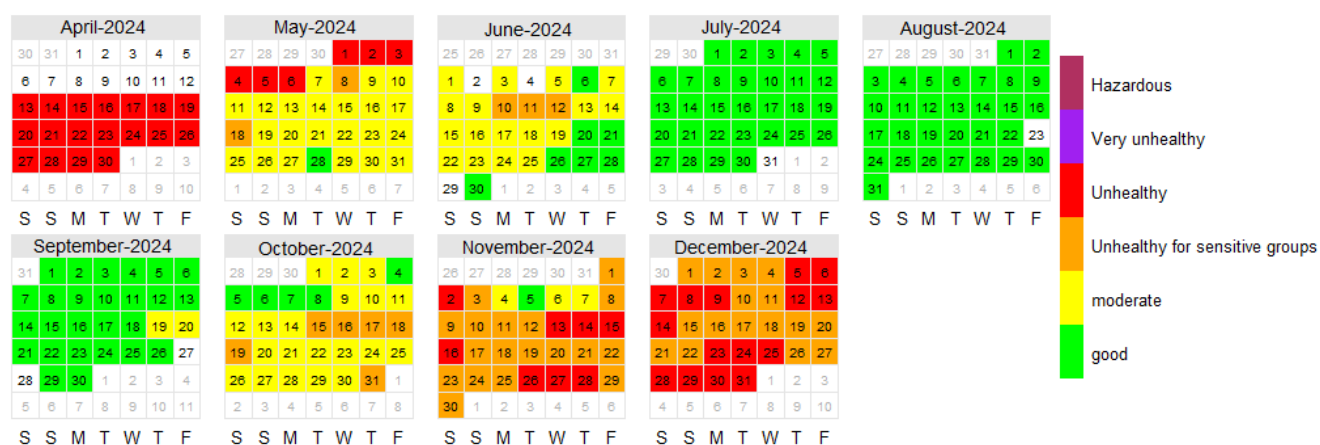 April-2024
30 31 1 2 3 4 5
6 7 8 9 10 11 12
13 14 15 16 17 18 19
20 21 22 23 24 25 26
27 28 29 30 1 2 3
4 5 6 7 8 9 10
S S M T W T F
May-2024
27 28 29 30 1 2 3
4 5 6 7 8 9 10
11 12 13 14 15 16 17
18 19 20 21 22 23 24
25 26 27 28 29 30 31
1 2 3 4 5 6 7
S S M T W T F
June-2024
25 26 27 28 29 30 31
1 2 3 4 5 6 7
8 9 10 11 12 13 14
15 16 17 18 19 20 21
22 23 24 25 26 27 28
29 30 1 2 3 4 5
S S M T W T F
July-2024
29 30 1 2 3 4 5
6 7 8 9 10 11 12
13 14 15 16 17 18 19
20 21 22 23 24 25 26
27 28 29 30 31 1 2
3 4 5 6 7 8 9
S S M T W T F
August-2024
27 28 29 30 31 1 2
3 4 5 6 7 8 9
10 11 12 13 14 15 16
17 18 19 20 21 22 23
24 25 26 27 28 29 30
31 1 2 3 4 5 6
S S M T W T F
September-2024
31 1 2 3 4 5 6
7 8 9 10 11 12 13
14 15 16 17 18 19 20
21 22 23 24 25 26 27
28 29 30 1 2 3 4
5 6 7 8 9 10 11
S S M T W T F
October-2024
28 29 30 1 2 3 4
5 6 7 8 9 10 11
12 13 14 15 16 17 18
19 20 21 22 23 24 25
26 27 28 29 30 31 1
2 3 4 5 6 7 8
S S M T W T F
November-2024
26 27 28 29 30 31 1
2 3 4 5 6 7 8
9 10 11 12 13 14 15
16 17 18 19 20 21 22
23 24 25 26 27 28 29
30 1 2 3 4 5 6
S S M T W T F
December-2024
30 1 2 3 4 5 6
7 8 9 10 11 12 13
14 15 16 17 18 19 20
21 22 23 24 25 26 27
28 29 30 31 1 2 3
4 5 6 7 8 9 10
S S M T W T F
Hazardous
Very unhealthy
Unhealthy
Unhealthy for sensitive groups
moderate
good